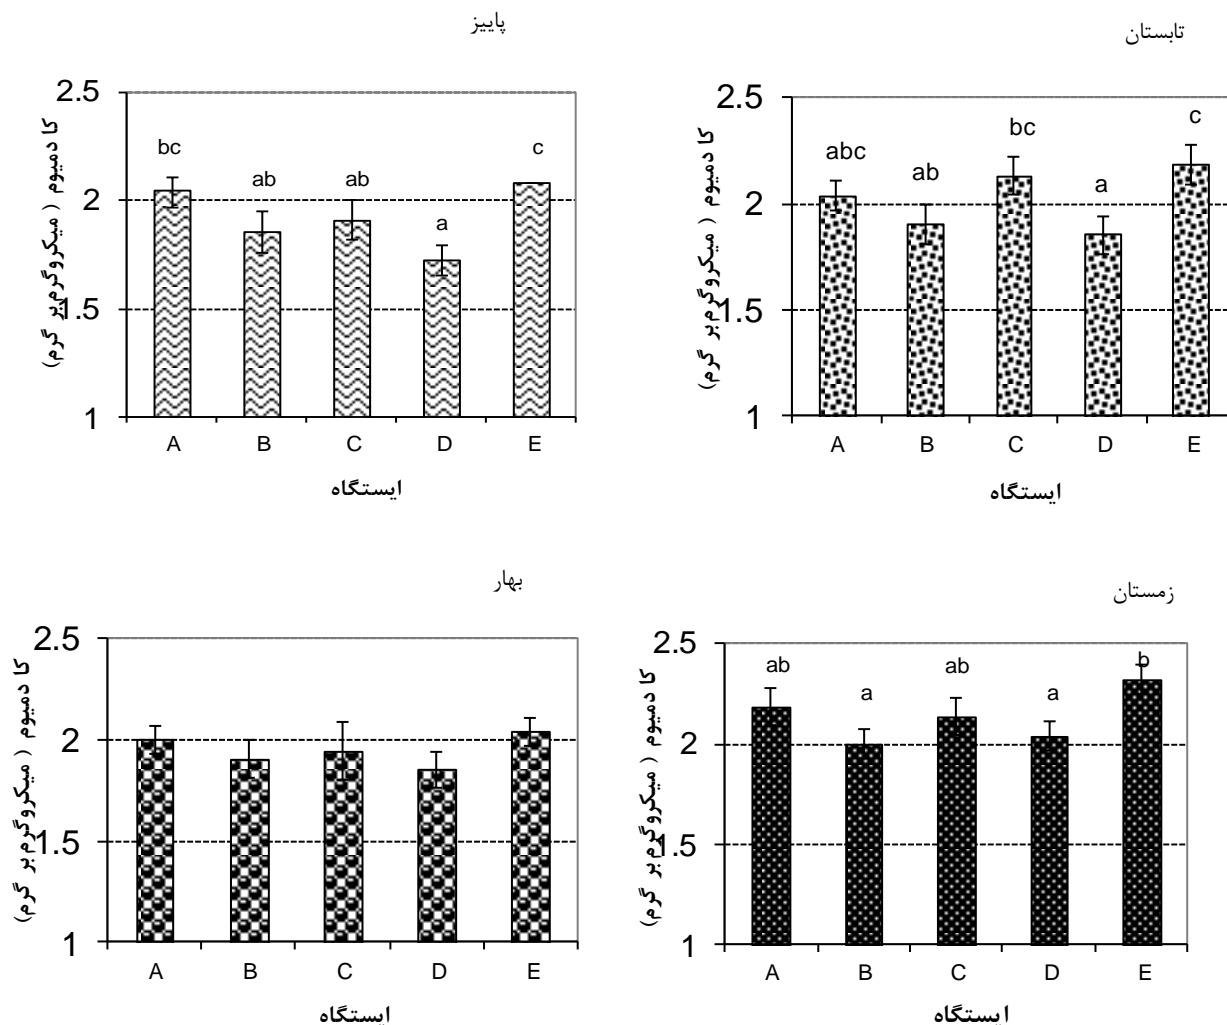 پاییز
2.5
2
1.5
1
کادمیوم ( میکروگرم بر گرم)
bc
ab
ab
a
c
A B C D E
ایستگاه
تابستان
2.5
2
1.5
1
کادمیوم ( میکروگرم بر گرم)
abc
ab
bc
a
c
A B C D E
ایستگاه
بهار
2.5
2
1.5
1
کادمیوم ( میکروگرم بر گرم)
A B C D E
ایستگاه
زمستان
2.5
2
1.5
1
کادمیوم ( میکروگرم بر گرم)
ab
a
ab
a
b
A B C D E
ایستگاه